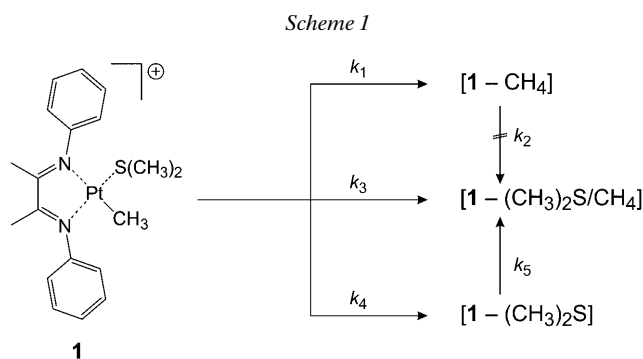 Scheme 1
⊕
N
S(CH₃)₂
Pt
N
CH₃
1
k₁
[1 – CH₄]
k₂
k₃
[1 – (CH₃)₂S/CH₄]
k₅
k₄
[1 – (CH₃)₂S]